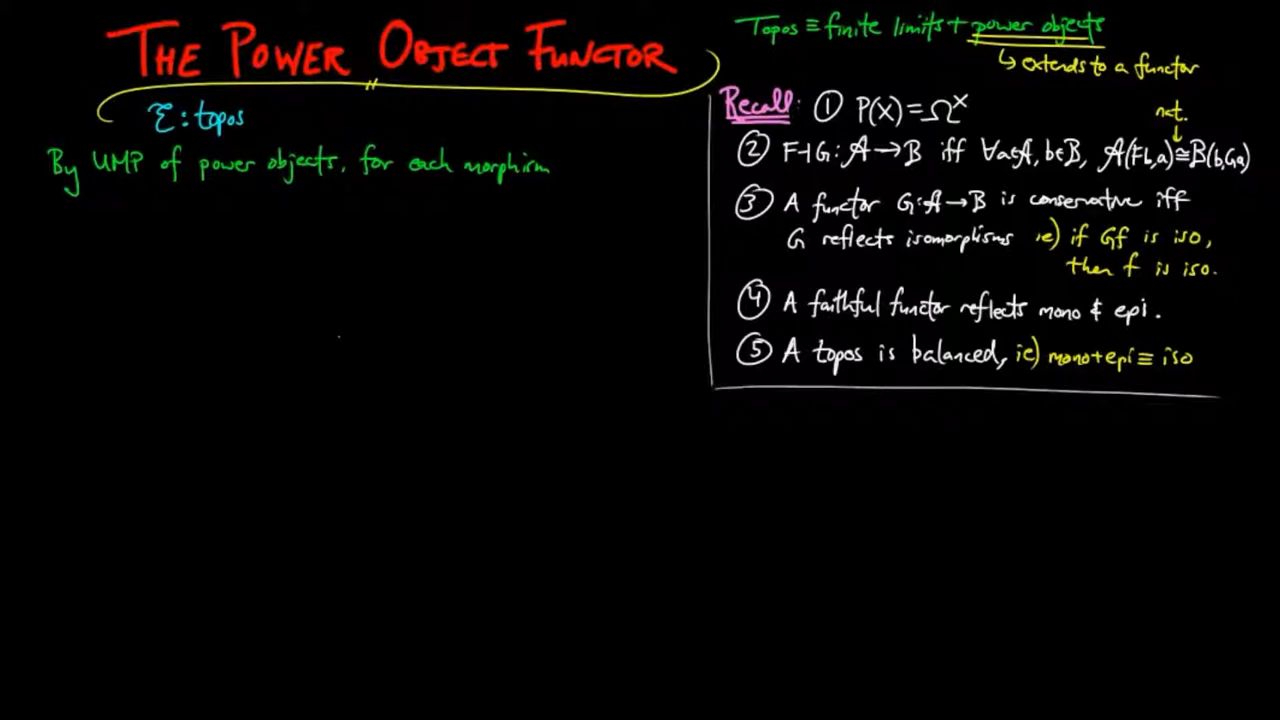 THE POWER OBJECT FUNCTOR
ℰ: topos
By UMP of power objects, for each morphism
Topos ≡ finite limits + power objects
↳ extends to a functor
Recall: ① P(X) = Ω^X
nat.
↓
② F⊣G: 𝒜→ℬ iff ∀a∈𝒜, b∈ℬ, 𝒜(Fb,a)≅ℬ(b,Ga)
③ A functor G: 𝒜→ℬ is conservative iff
G reflects isomorphisms ie) if Gf is iso,
then f is iso.
④ A faithful functor reflects mono & epi.
⑤ A topos is balanced, ie) mono+epi ≡ iso